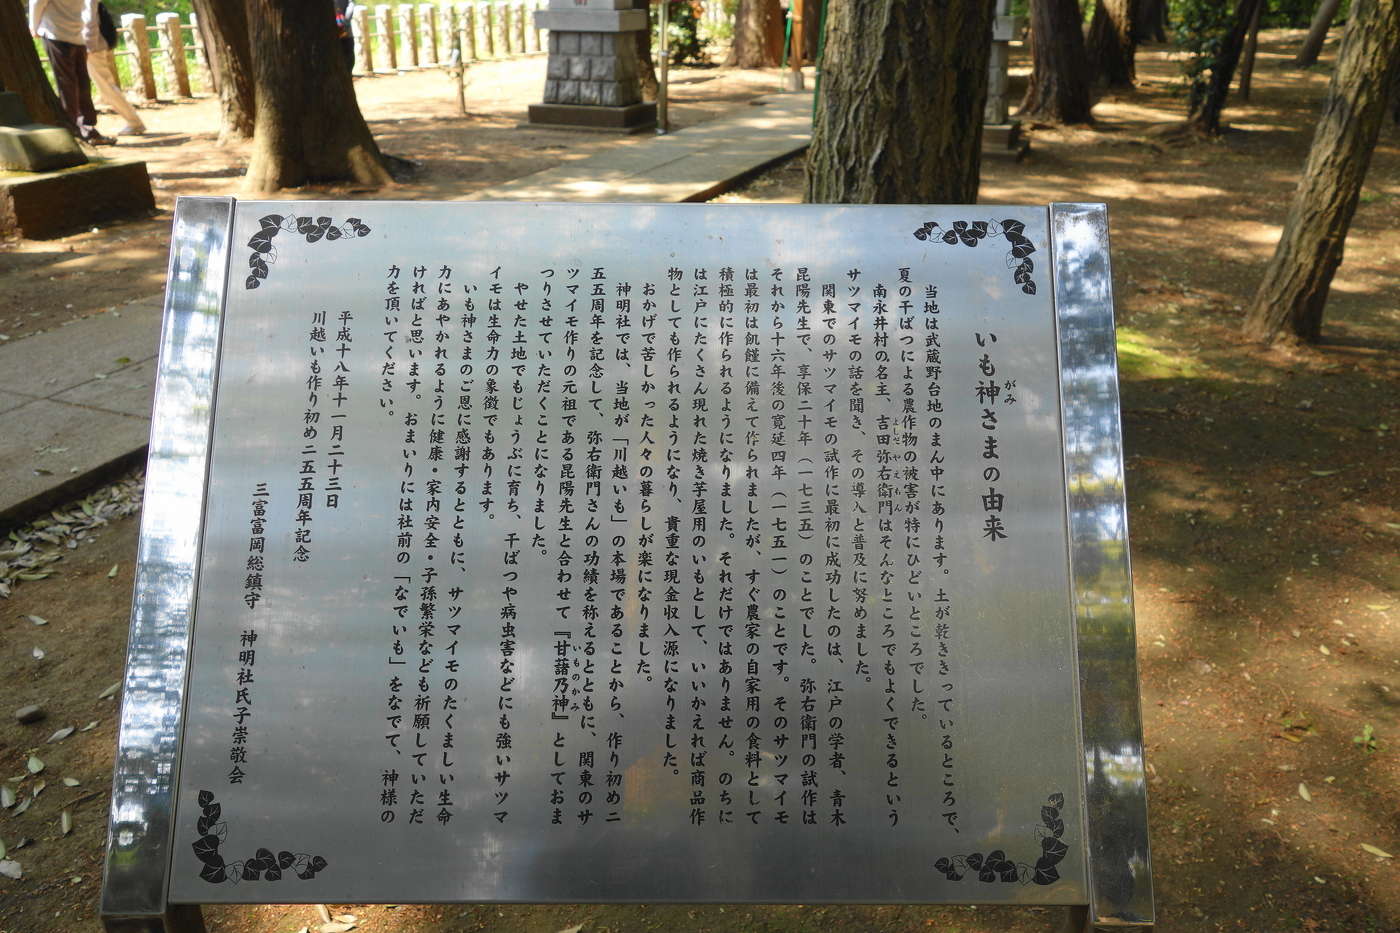 いも神さまの由来
がみ
当地は武蔵野台地のまん中にあります。土が乾ききっているところで、
夏の干ばつによる農作物の被害が特にひどいところでした。
南永井村の名主、吉田弥右衛門はそんなところでもよくできるという
よしだ やえもん
サツマイモの話を聞き、その導入と普及に努めました。
関東でのサツマイモの試作に最初に成功したのは、江戸の学者、青木
昆陽先生で、享保二十年(一七三五)のことでした。弥右衛門の試作は
それから十六年後の寛延四年(一七五一)のことです。そのサツマイモ
は最初は飢饉に備えて作られましたが、すぐ農家の自家用の食料として
積極的に作られるようになりました。それだけではありません。のちに
は江戸にたくさん現れた焼き芋屋用のいもとして、いいかえれば商品作
物としても作られるようになり、貴重な現金収入源になりました。
おかげで苦しかった人々の暮らしが楽になりました。
神明社では、当地が「川越いも」の本場であることから、作り初め二
五五周年を記念して、弥右衛門さんの功績を称えるとともに、関東のサ
ツマイモ作りの元祖である昆陽先生と合わせて『甘藷乃神』としておま
いものかみ
つりさせていただくことになりました。
やせた土地でもじょうぶに育ち、干ばつや病虫害などにも強いサツマ
イモは生命力の象徴でもあります。
いも神さまのご恩に感謝するとともに、サツマイモのたくましい生命
力にあやかれるように健康・家内安全・子孫繁栄なども祈願していただ
ければと思います。おまいりには社前の「なでいも」をなでて、神様の
力を頂いてください。
平成十八年十一月二十三日
川越いも作り初め二五五周年記念
三富富岡総鎮守 神明社氏子崇敬会